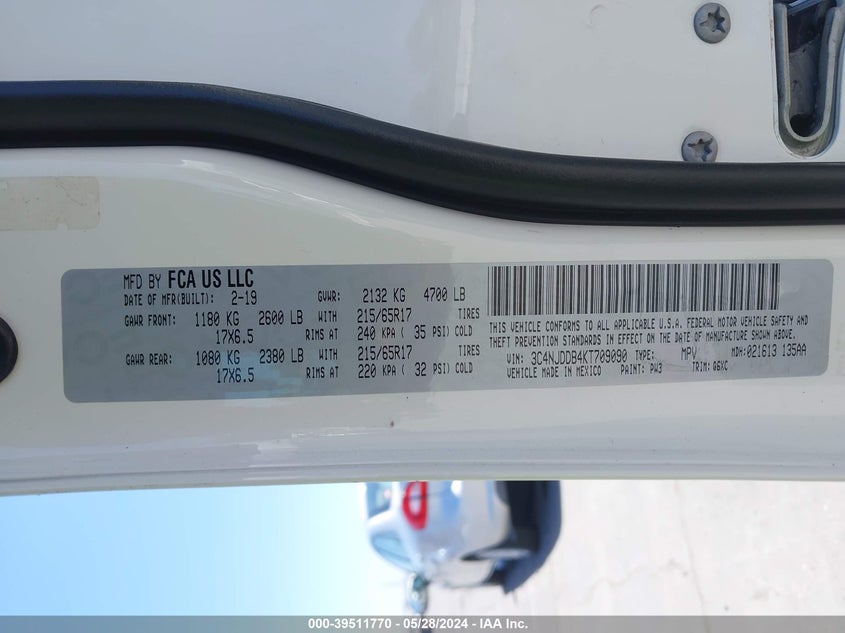 MFD BY FCA US LLC
DATE OF MFR(BUILT): 2-19 GVWR: 2132 KG 4700 LB
GAWR FRONT: 1180 KG 2600 LB WITH 215/65R17 TIRES
17X6.5 RIMS AT 240 KPA ( 35 PSI) COLD
GAWR REAR: 1080 KG 2380 LB WITH 215/65R17 TIRES
17X6.5 RIMS AT 220 KPA ( 32 PSI) COLD
THIS VEHICLE CONFORMS TO ALL APPLICABLE U.S.A. FEDERAL MOTOR VEHICLE SAFETY AND
THEFT PREVENTION STANDARDS IN EFFECT ON THE DATE OF MANUFACTURE SHOWN ABOVE.
VIN: 3C4NJDDB4KT709090 TYPE: MPV MDH:021613 135AA
VEHICLE MADE IN MEXICO PAINT: PW3 TRIM: G6XC
000-39511770 - 05/28/2024 - IAA Inc.